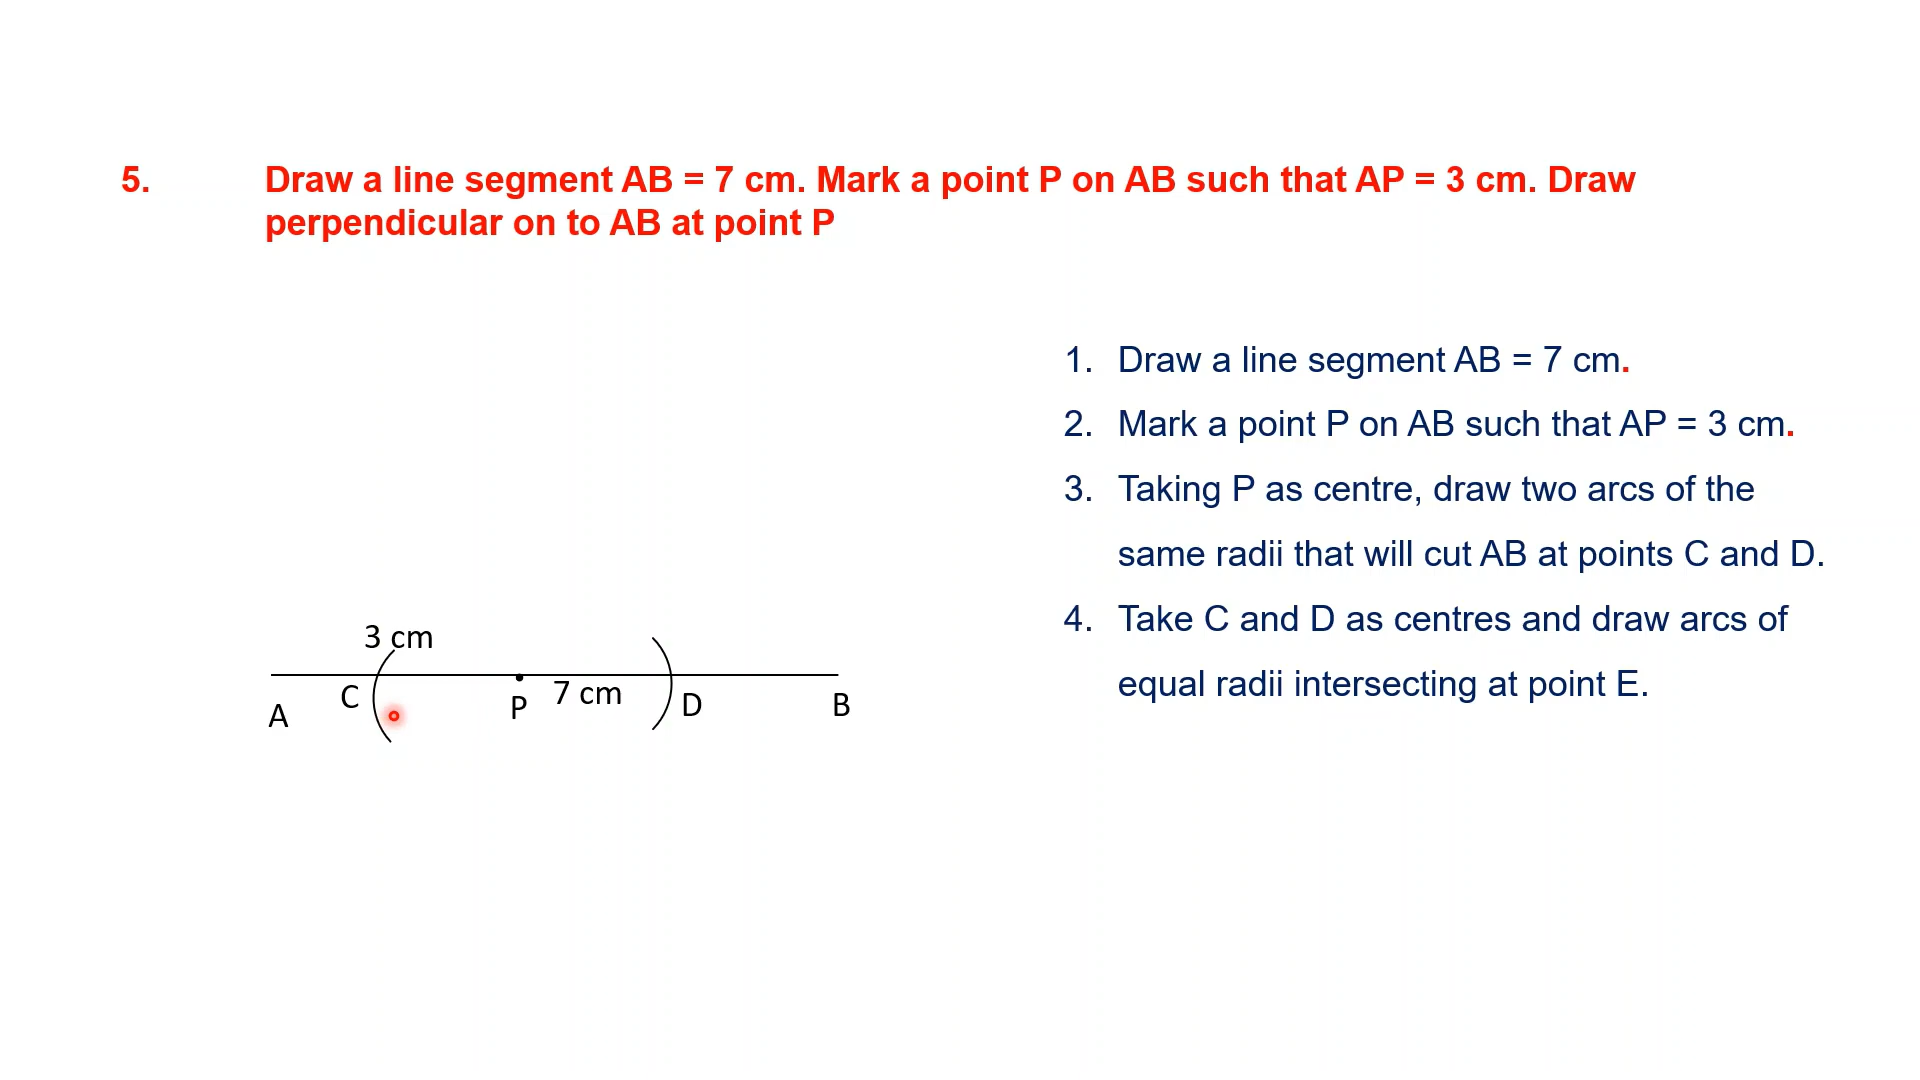 5. Draw a line segment AB = 7 cm. Mark a point P on AB such that AP = 3 cm. Draw
perpendicular on to AB at point P
1. Draw a line segment AB = 7 cm.
2. Mark a point P on AB such that AP = 3 cm.
3. Taking P as centre, draw two arcs of the
same radii that will cut AB at points C and D.
4. Take C and D as centres and draw arcs of
equal radii intersecting at point E.
3 cm
A C P 7 cm D B